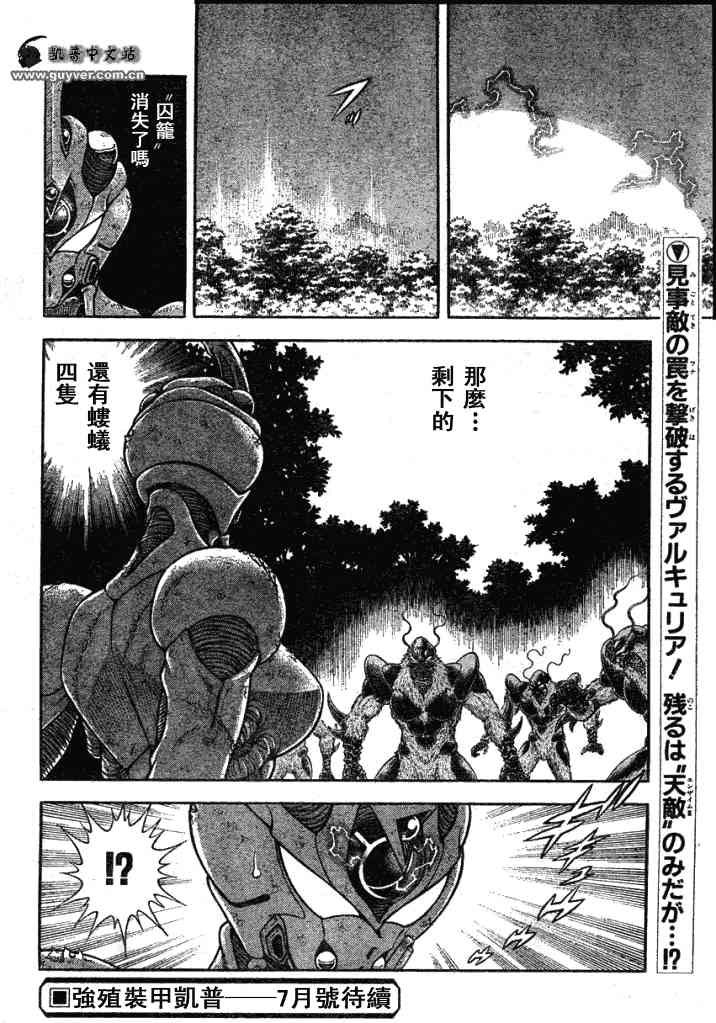 凱哥中文站
www.guyver.com.cn
“囚籠”
消失了嗎
那麼…
剩下的
還有螻蟻
四隻
▼見事敵の罠を撃破するヴァルキュリア! 残るは“天敵”のみだが…!?
!?
■強殖裝甲凱普——7月號待續